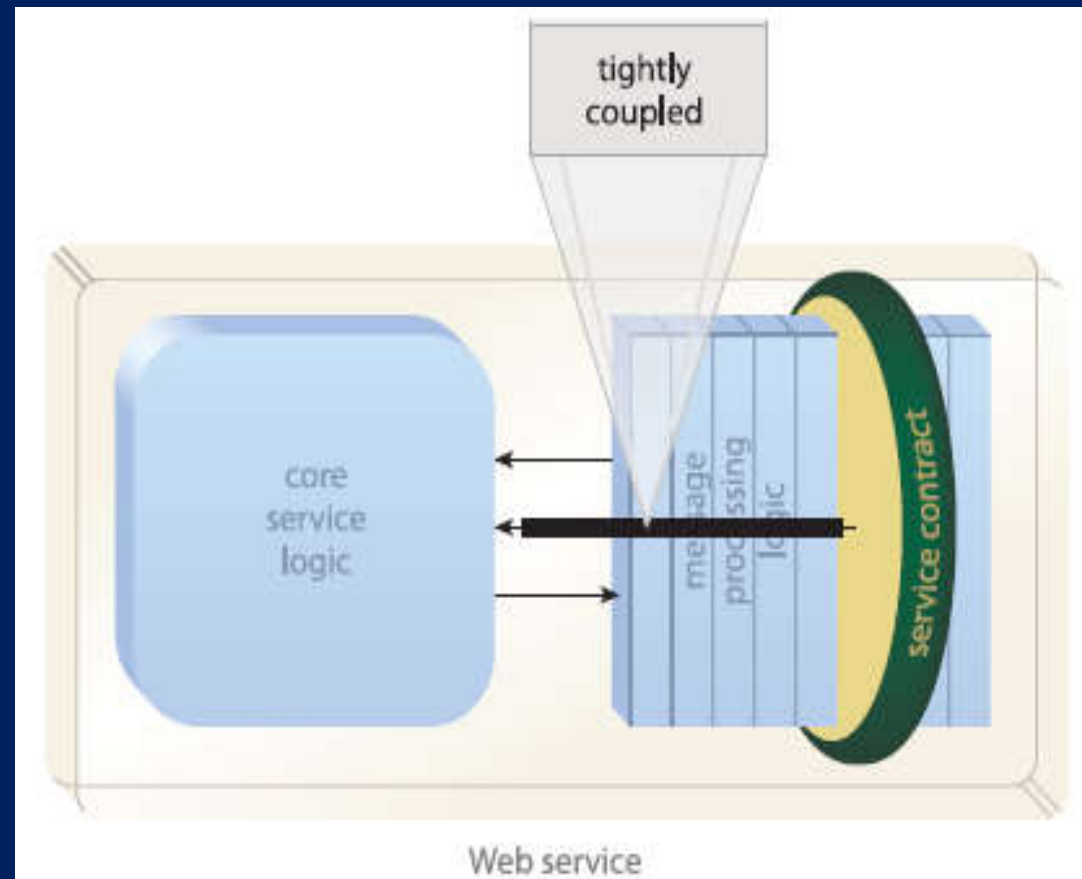 tightly
coupled
core
service
logic
message
processing
logic
service contract
Web service